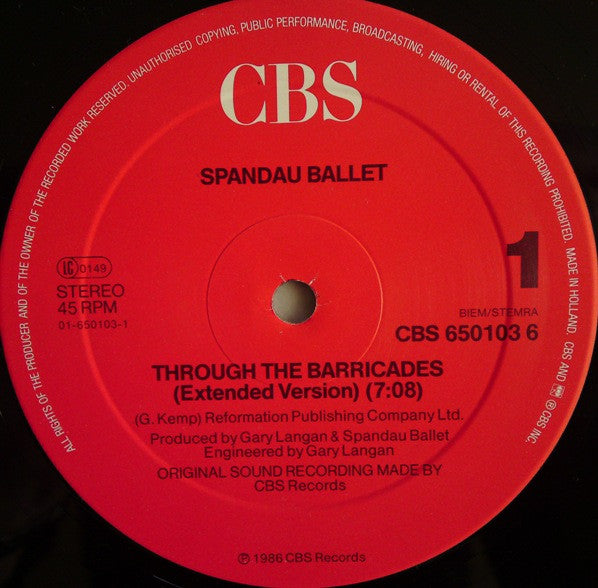 ALL RIGHTS OF THE PRODUCER AND OF THE OWNER OF THE RECORDED WORK RESERVED. UNAUTHORISED COPYING, PUBLIC PERFORMANCE, BROADCASTING, HIRING OR RENTAL OF THIS RECORDING PROHIBITED. MADE IN HOLLAND. CBS AND ℗ CBS INC.
CBS
SPANDAU BALLET
1
LC 0149
STEREO
45 RPM
01-650103-1
BIEM/STEMRA
CBS 650103 6
THROUGH THE BARRICADES
(Extended Version) (7:08)
(G. Kemp) Reformation Publishing Company Ltd.
Produced by Gary Langan & Spandau Ballet
Engineered by Gary Langan
ORIGINAL SOUND RECORDING MADE BY
CBS Records
℗ 1986 CBS Records